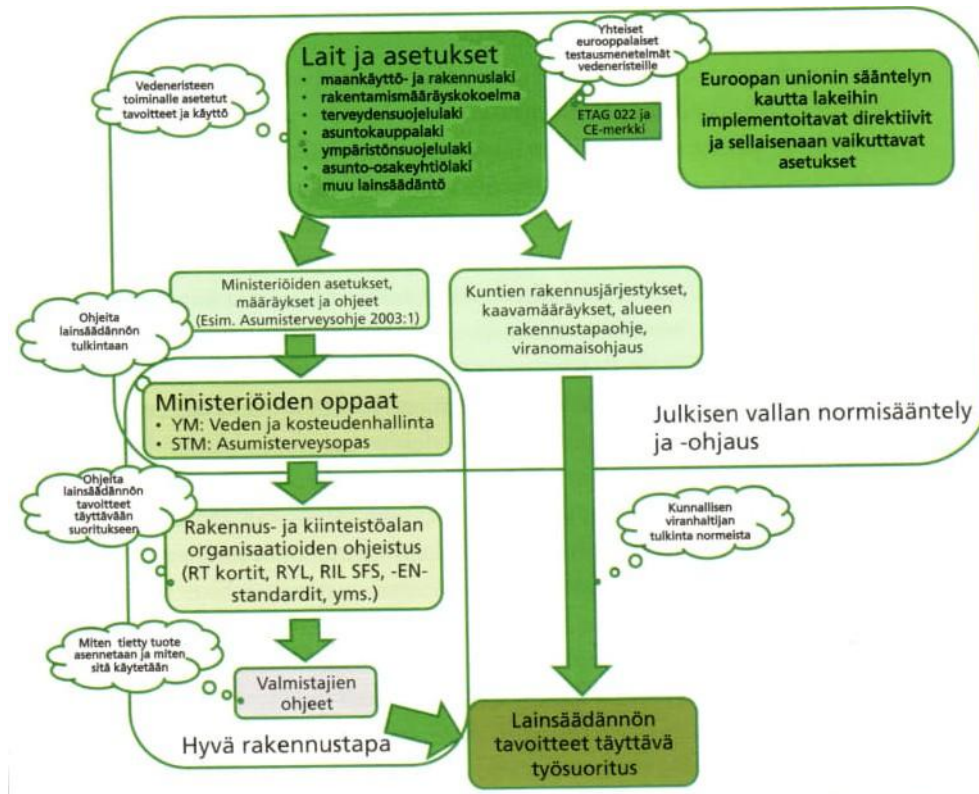 Lait ja asetukset
• maankäyttö- ja rakennuslaki
• rakentamismääräyskokoelma
• terveydensuojelulaki
• asuntokauppalaki
• ympäristönsuojelulaki
• asunto-osakeyhtiölaki
• muu lainsäädäntö
Vedeneristeen
toiminalle asetetut
tavoitteet ja käyttö
Yhteiset
eurooppalaiset
testausmenetelmät
vedeneristeille
ETAG 022 ja
CE-merkki
Euroopan unionin sääntelyn
kautta lakeihin
implementoitavat direktiivit
ja sellaisenaan vaikuttavat
asetukset
Ministeriöiden asetukset,
määräykset ja ohjeet
(Esim. Asumisterveysohje 2003:1)
Kuntien rakennusjärjestykset,
kaavamääräykset, alueen
rakennustapaohje,
viranomaisohjaus
Ohjeita
lainsäädännön
tulkintaan
Ministeriöiden oppaat
• YM: Veden ja kosteudenhallinta
• STM: Asumisterveysopas
Julkisen vallan normisääntely
ja -ohjaus
Ohjeita
lainsäädännön
tavoitteet
täyttävään
suoritukseen
Rakennus- ja kiinteistöalan
organisaatioiden ohjeistus
(RT kortit, RYL, RIL SFS, -EN-
standardit, yms.)
Kunnallisen
viranhaltijan
tulkinta normeista
Miten tietty tuote
asennetaan ja miten
sitä käytetään
Valmistajien
ohjeet
Hyvä rakennustapa
Lainsäädännön
tavoitteet täyttävä
työsuoritus